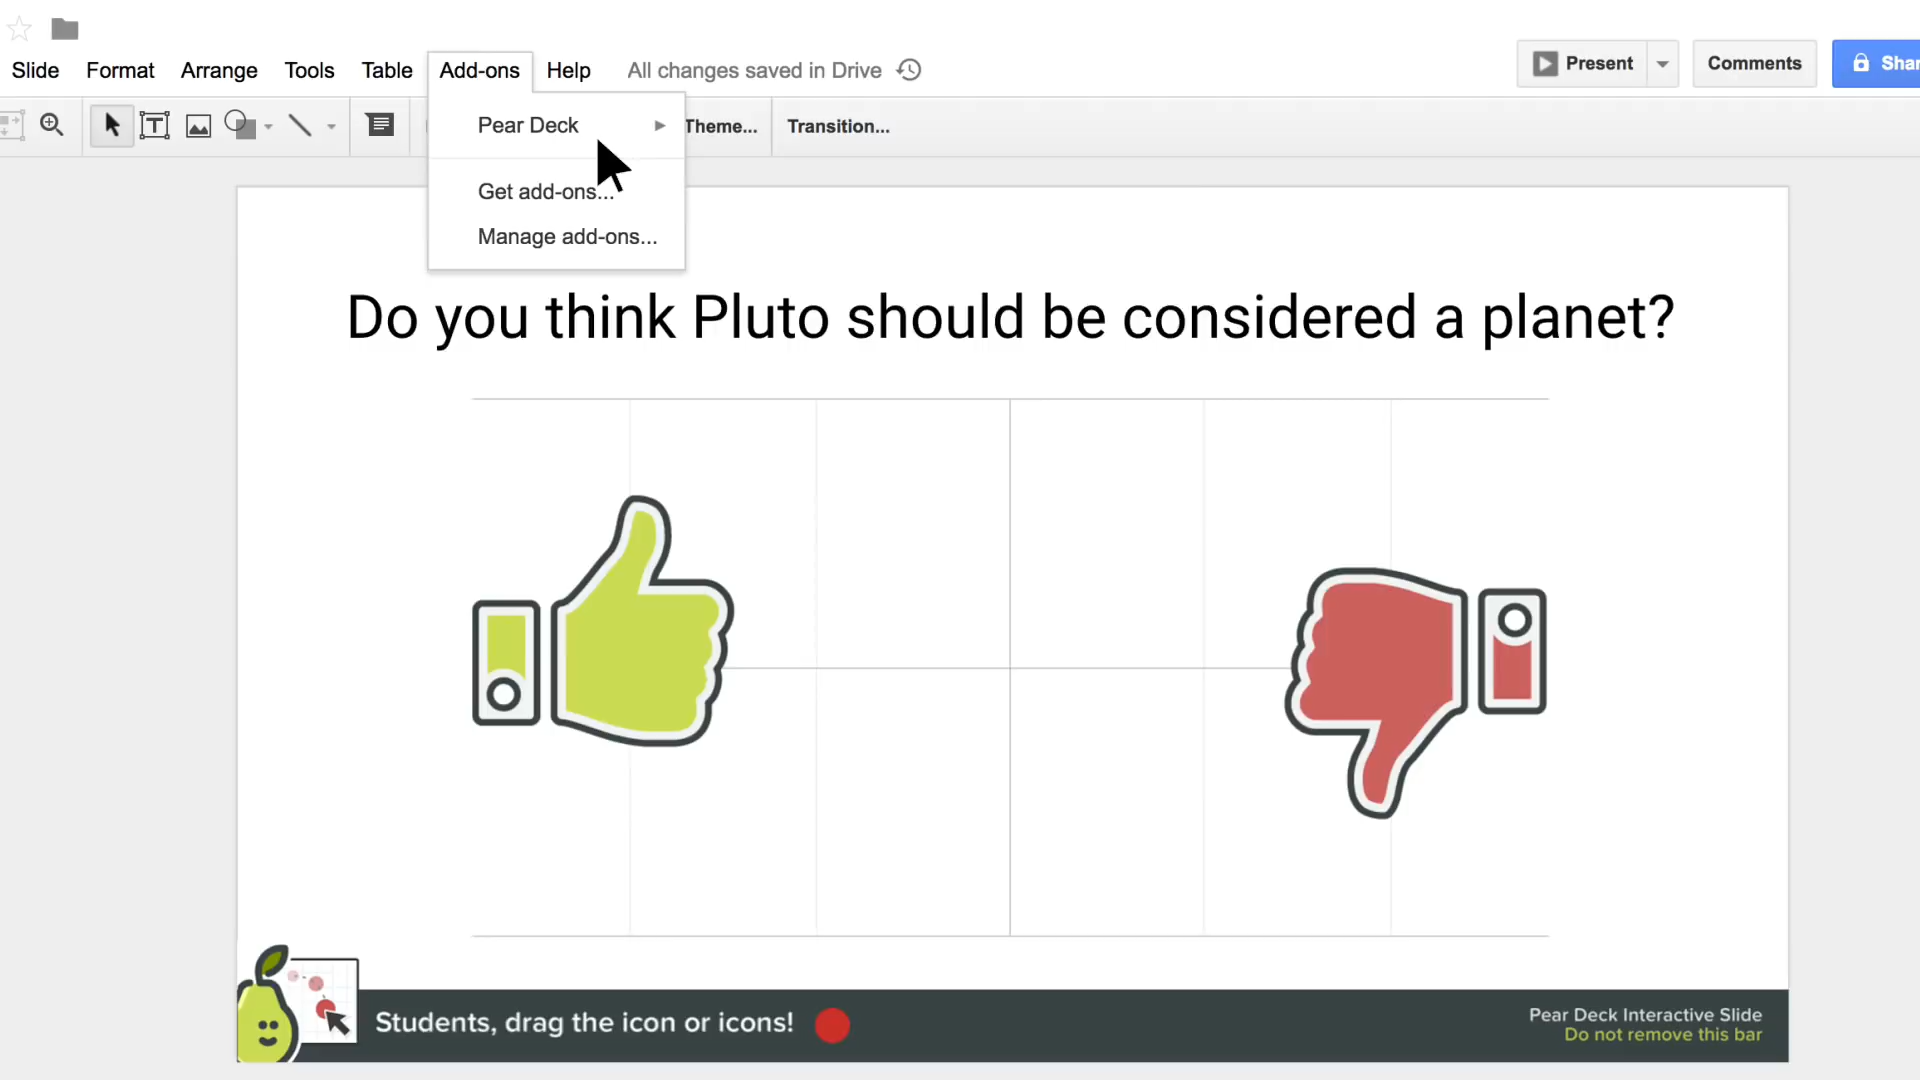 Slide Format Arrange Tools Table Add-ons Help All changes saved in Drive
Present Comments Shar
Pear Deck
Theme... Transition...
Get add-ons...
Manage add-ons...
Do you think Pluto should be considered a planet?
Students, drag the icon or icons!
Pear Deck Interactive Slide
Do not remove this bar